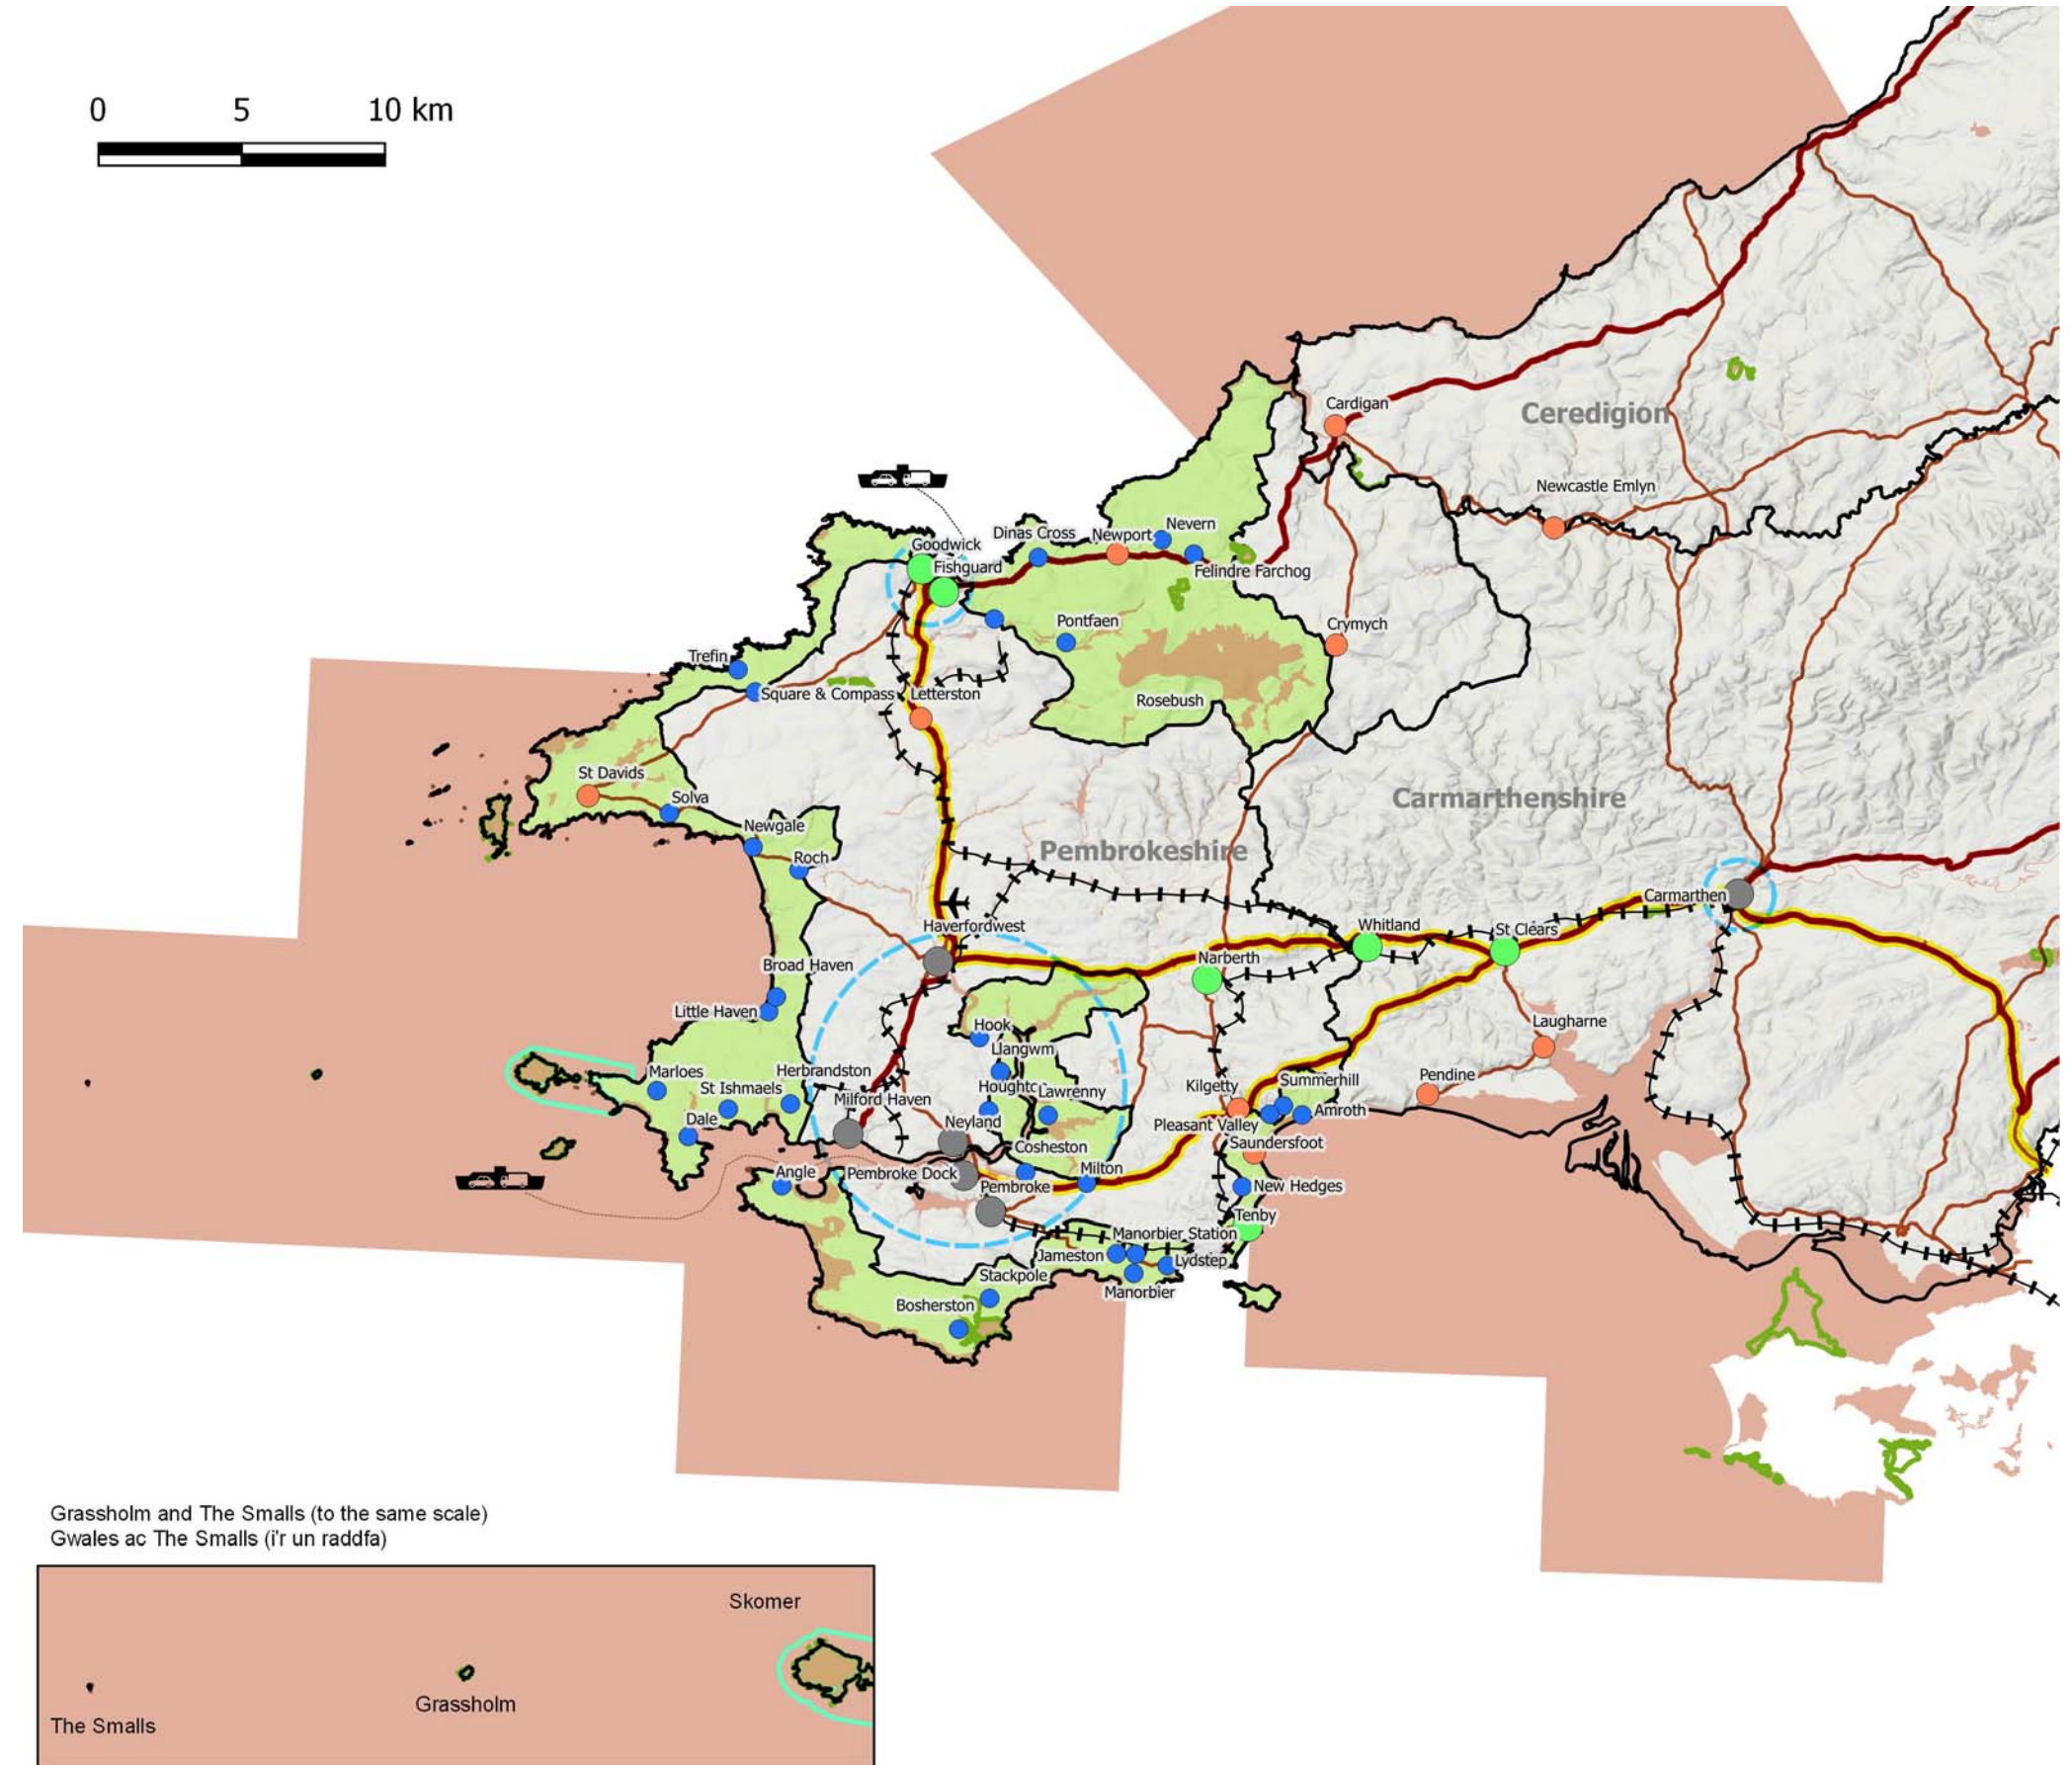 0 5 10 km
Cardigan
Ceredigion
Newcastle Emlyn
Nevern
Dinas Cross
Newport
Goodwick
Fishguard
Felindre Farchog
Pontfaen
Crymych
Trefin
Square & Compass
Letterston
Rosebush
St Davids
Solva
Carmarthenshire
Newgale
Pembrokeshire
Roch
Carmarthen
Haverfordwest
Whitland
St Clears
Narberth
Broad Haven
Little Haven
Hook
Laugharne
Llangwm
Marloes
Herbrandston
St Ishmaels
Lawrenny
Kilgetty
Summerhill
Pendine
Milford Haven
Amroth
Dale
Neyland
Pleasant Valley
Saundersfoot
Cosheston
Angle
Pembroke Dock
Milton
Pembroke
New Hedges
Tenby
Manorbier Station
Jameston
Lydstep
Stackpole
Manorbier
Bosherston
Grassholm and The Smalls (to the same scale)
Gwales ac The Smalls (i'r un raddfa)
Skomer
Grassholm
The Smalls